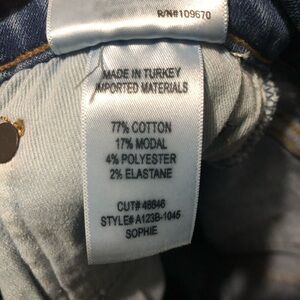 R/N#109670
MADE IN TURKEY
IMPORTED MATERIALS
77% COTTON
17% MODAL
4% POLYESTER
2% ELASTANE
CUT# 48946
STYLE# A123B-1045
SOPHIE